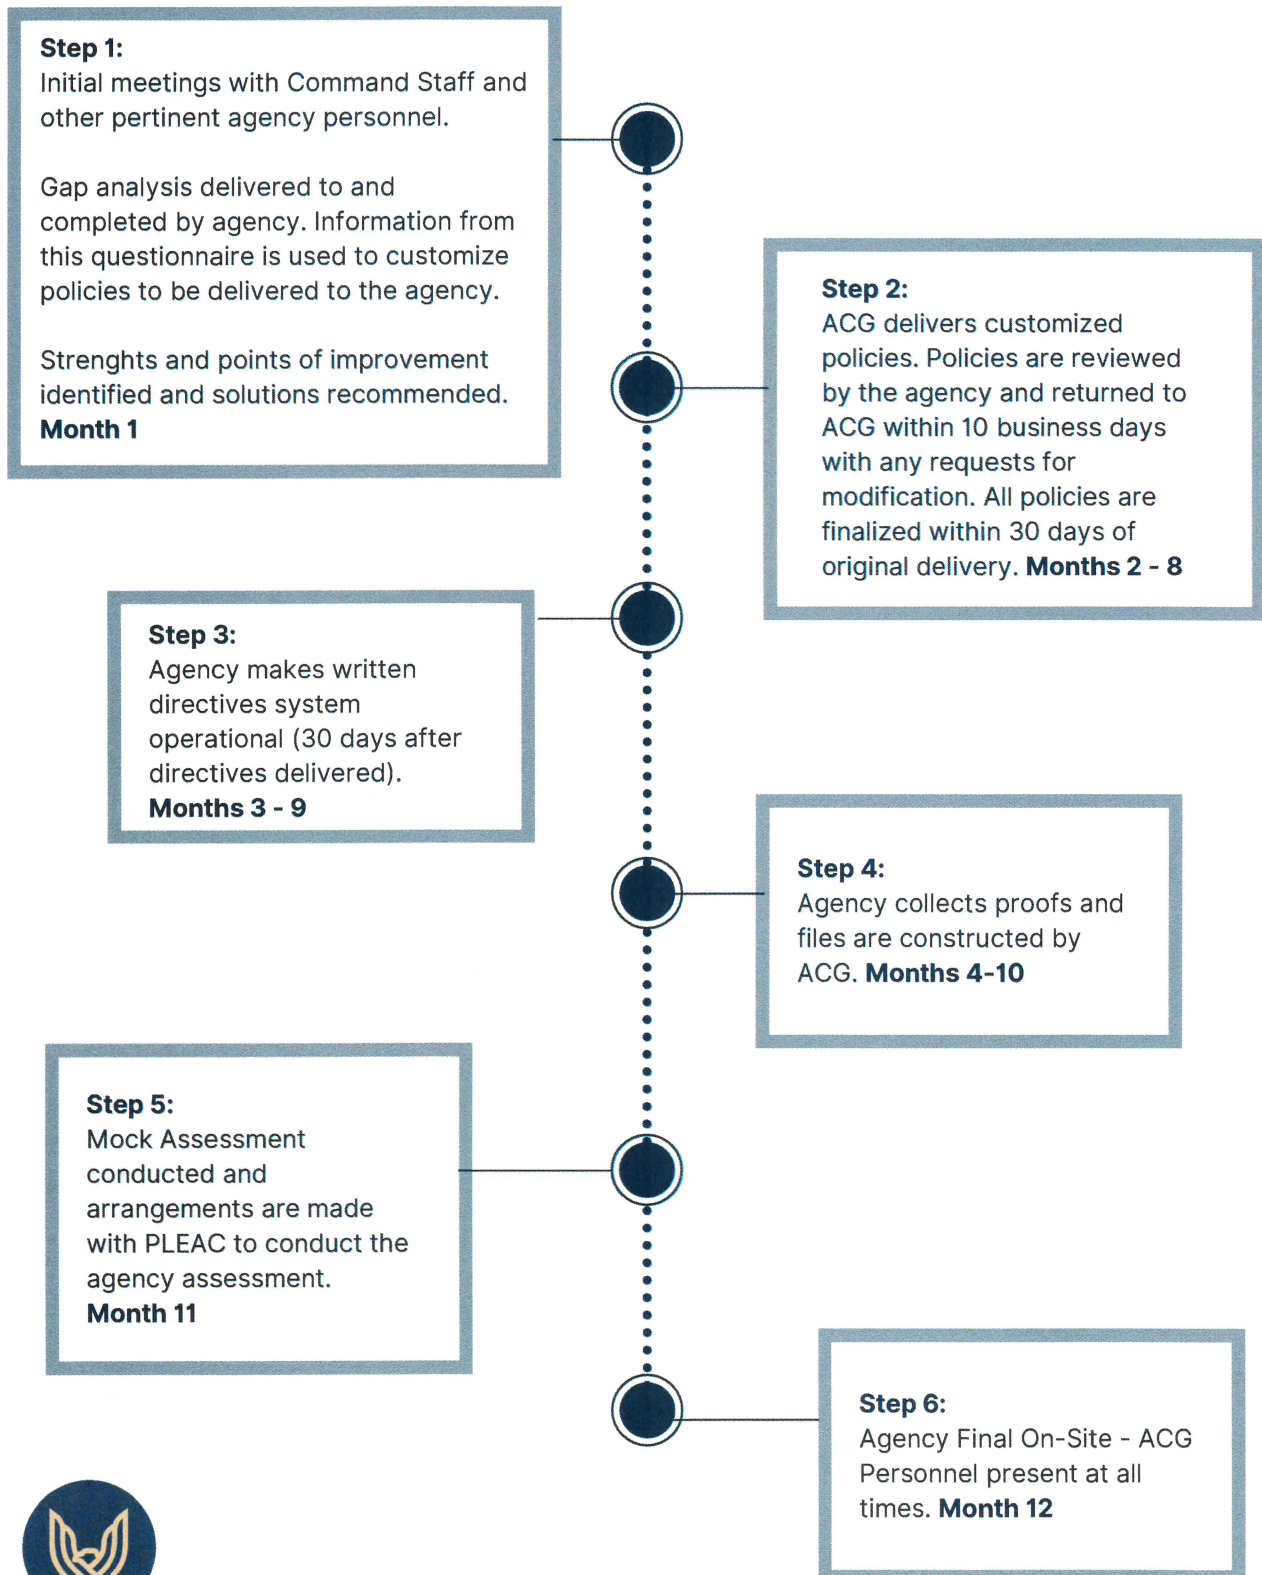 Step 1:
Initial meetings with Command Staff and
other pertinent agency personnel.
Gap analysis delivered to and
completed by agency. Information from
this questionnaire is used to customize
policies to be delivered to the agency.
Strenghts and points of improvement
identified and solutions recommended.
Month 1
Step 2:
ACG delivers customized
policies. Policies are reviewed
by the agency and returned to
ACG within 10 business days
with any requests for
modification. All policies are
finalized within 30 days of
original delivery. Months 2 - 8
Step 3:
Agency makes written
directives system
operational (30 days after
directives delivered).
Months 3 - 9
Step 4:
Agency collects proofs and
files are constructed by
ACG. Months 4-10
Step 5:
Mock Assessment
conducted and
arrangements are made
with PLEAC to conduct the
agency assessment.
Month 11
Step 6:
Agency Final On-Site - ACG
Personnel present at all
times. Month 12